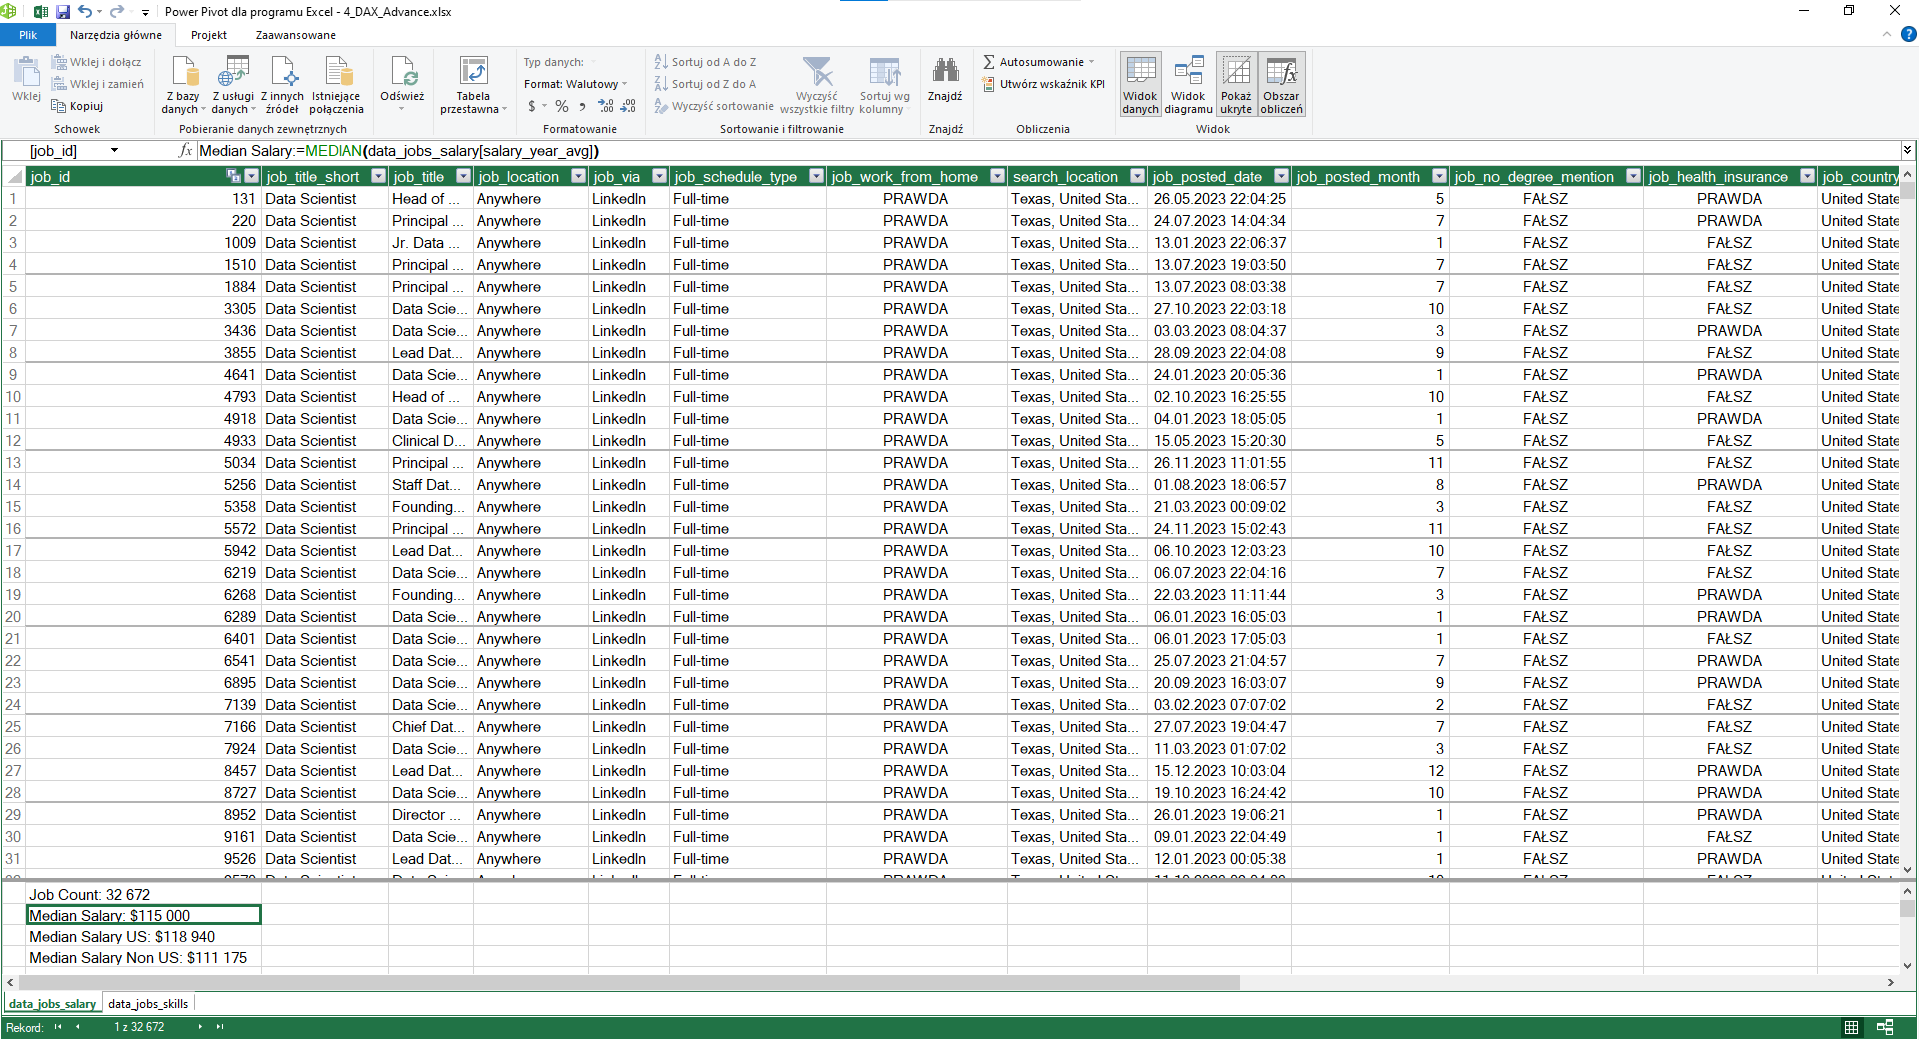 Power Pivot dla programu Excel - 4_DAX_Advance.xlsx
Plik Narzędzia główne Projekt Zaawansowane
Wklej
Wklej i dołącz
Wklej i zamień
Kopiuj
Schowek
Z bazy danych
Z usługi danych
Z innych źródeł
Istniejące połączenia
Pobieranie danych zewnętrznych
Odśwież
Tabela przestawna
Typ danych:
Format: Walutowy
$ % ,
Formatowanie
Sortuj od A do Z
Sortuj od Z do A
Wyczyść sortowanie
Wyczyść wszystkie filtry
Sortuj wg kolumny
Sortowanie i filtrowanie
Znajdź
Znajdź
Autosumowanie
Utwórz wskaźnik KPI
Obliczenia
Widok danych
Widok diagramu
Pokaż ukryte
Obszar obliczeń
Widok
[job_id] fx Median Salary:=MEDIAN(data_jobs_salary[salary_year_avg])
job_id job_title_short job_title job_location job_via job_schedule_type job_work_from_home search_location job_posted_date job_posted_month job_no_degree_mention job_health_insurance job_country
1 131 Data Scientist Head of ... Anywhere LinkedIn Full-time PRAWDA Texas, United Sta... 26.05.2023 22:04:25 5 FAŁSZ PRAWDA United State
2 220 Data Scientist Principal ... Anywhere LinkedIn Full-time PRAWDA Texas, United Sta... 24.07.2023 14:04:34 7 FAŁSZ PRAWDA United State
3 1009 Data Scientist Jr. Data ... Anywhere LinkedIn Full-time PRAWDA Texas, United Sta... 13.01.2023 22:06:37 1 FAŁSZ FAŁSZ United State
4 1510 Data Scientist Principal ... Anywhere LinkedIn Full-time PRAWDA Texas, United Sta... 13.07.2023 19:03:50 7 FAŁSZ FAŁSZ United State
5 1884 Data Scientist Principal ... Anywhere LinkedIn Full-time PRAWDA Texas, United Sta... 13.07.2023 08:03:38 7 FAŁSZ FAŁSZ United State
6 3305 Data Scientist Data Scie... Anywhere LinkedIn Full-time PRAWDA Texas, United Sta... 27.10.2023 22:03:18 10 FAŁSZ FAŁSZ United State
7 3436 Data Scientist Data Scie... Anywhere LinkedIn Full-time PRAWDA Texas, United Sta... 03.03.2023 08:04:37 3 FAŁSZ PRAWDA United State
8 3855 Data Scientist Lead Dat... Anywhere LinkedIn Full-time PRAWDA Texas, United Sta... 28.09.2023 22:04:08 9 FAŁSZ FAŁSZ United State
9 4641 Data Scientist Data Scie... Anywhere LinkedIn Full-time PRAWDA Texas, United Sta... 24.01.2023 20:05:36 1 FAŁSZ PRAWDA United State
10 4793 Data Scientist Head of ... Anywhere LinkedIn Full-time PRAWDA Texas, United Sta... 02.10.2023 16:25:55 10 FAŁSZ FAŁSZ United State
11 4918 Data Scientist Data Scie... Anywhere LinkedIn Full-time PRAWDA Texas, United Sta... 04.01.2023 18:05:05 1 FAŁSZ PRAWDA United State
12 4933 Data Scientist Clinical D... Anywhere LinkedIn Full-time PRAWDA Texas, United Sta... 15.05.2023 15:20:30 5 FAŁSZ FAŁSZ United State
13 5034 Data Scientist Principal ... Anywhere LinkedIn Full-time PRAWDA Texas, United Sta... 26.11.2023 11:01:55 11 FAŁSZ FAŁSZ United State
14 5256 Data Scientist Staff Dat... Anywhere LinkedIn Full-time PRAWDA Texas, United Sta... 01.08.2023 18:06:57 8 FAŁSZ PRAWDA United State
15 5358 Data Scientist Founding... Anywhere LinkedIn Full-time PRAWDA Texas, United Sta... 21.03.2023 00:09:02 3 FAŁSZ FAŁSZ United State
16 5572 Data Scientist Principal ... Anywhere LinkedIn Full-time PRAWDA Texas, United Sta... 24.11.2023 15:02:43 11 FAŁSZ FAŁSZ United State
17 5942 Data Scientist Lead Dat... Anywhere LinkedIn Full-time PRAWDA Texas, United Sta... 06.10.2023 12:03:23 10 FAŁSZ FAŁSZ United State
18 6219 Data Scientist Data Scie... Anywhere LinkedIn Full-time PRAWDA Texas, United Sta... 06.07.2023 22:04:16 7 FAŁSZ FAŁSZ United State
19 6268 Data Scientist Founding... Anywhere LinkedIn Full-time PRAWDA Texas, United Sta... 22.03.2023 11:11:44 3 FAŁSZ PRAWDA United State
20 6289 Data Scientist Data Scie... Anywhere LinkedIn Full-time PRAWDA Texas, United Sta... 06.01.2023 16:05:03 1 FAŁSZ PRAWDA United State
21 6401 Data Scientist Data Scie... Anywhere LinkedIn Full-time PRAWDA Texas, United Sta... 06.01.2023 17:05:03 1 FAŁSZ FAŁSZ United State
22 6541 Data Scientist Data Scie... Anywhere LinkedIn Full-time PRAWDA Texas, United Sta... 25.07.2023 21:04:57 7 FAŁSZ PRAWDA United State
23 6895 Data Scientist Data Scie... Anywhere LinkedIn Full-time PRAWDA Texas, United Sta... 20.09.2023 16:03:07 9 FAŁSZ PRAWDA United State
24 7139 Data Scientist Data Scie... Anywhere LinkedIn Full-time PRAWDA Texas, United Sta... 03.02.2023 07:07:02 2 FAŁSZ FAŁSZ United State
25 7166 Data Scientist Chief Dat... Anywhere LinkedIn Full-time PRAWDA Texas, United Sta... 27.07.2023 19:04:47 7 FAŁSZ FAŁSZ United State
26 7924 Data Scientist Data Scie... Anywhere LinkedIn Full-time PRAWDA Texas, United Sta... 11.03.2023 01:07:02 3 FAŁSZ FAŁSZ United State
27 8457 Data Scientist Lead Dat... Anywhere LinkedIn Full-time PRAWDA Texas, United Sta... 15.12.2023 10:03:04 12 FAŁSZ PRAWDA United State
28 8727 Data Scientist Data Scie... Anywhere LinkedIn Full-time PRAWDA Texas, United Sta... 19.10.2023 16:24:42 10 FAŁSZ PRAWDA United State
29 8952 Data Scientist Director ... Anywhere LinkedIn Full-time PRAWDA Texas, United Sta... 26.01.2023 19:06:21 1 FAŁSZ PRAWDA United State
30 9161 Data Scientist Data Scie... Anywhere LinkedIn Full-time PRAWDA Texas, United Sta... 09.01.2023 22:04:49 1 FAŁSZ FAŁSZ United State
31 9526 Data Scientist Lead Dat... Anywhere LinkedIn Full-time PRAWDA Texas, United Sta... 12.01.2023 00:05:38 1 FAŁSZ PRAWDA United State
Job Count: 32 672
Median Salary: $115 000
Median Salary US: $118 940
Median Salary Non US: $111 175
data_jobs_salary data_jobs_skills
Rekord: 1 z 32 672